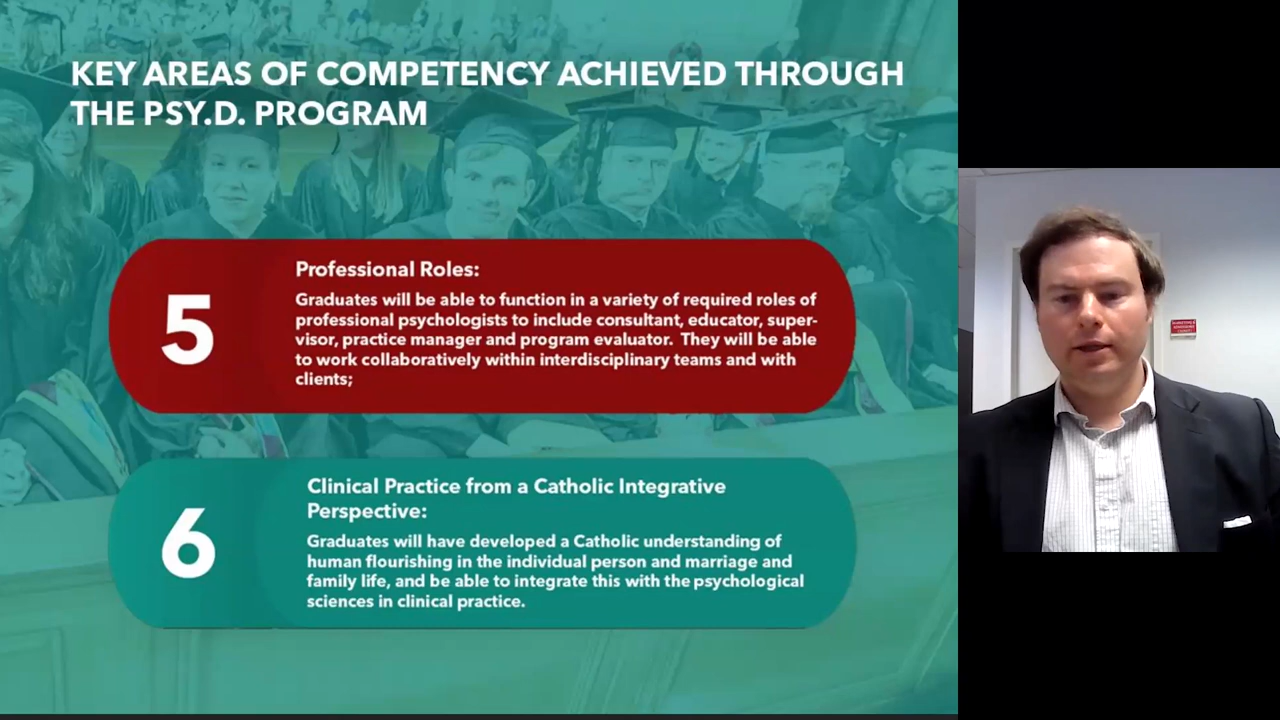 KEY AREAS OF COMPETENCY ACHIEVED THROUGH
THE PSY.D. PROGRAM
5
Professional Roles:
Graduates will be able to function in a variety of required roles of
professional psychologists to include consultant, educator, super-
visor, practice manager and program evaluator. They will be able
to work collaboratively within interdisciplinary teams and with
clients;
6
Clinical Practice from a Catholic Integrative
Perspective:
Graduates will have developed a Catholic understanding of
human flourishing in the individual person and marriage and
family life, and be able to integrate this with the psychological
sciences in clinical practice.